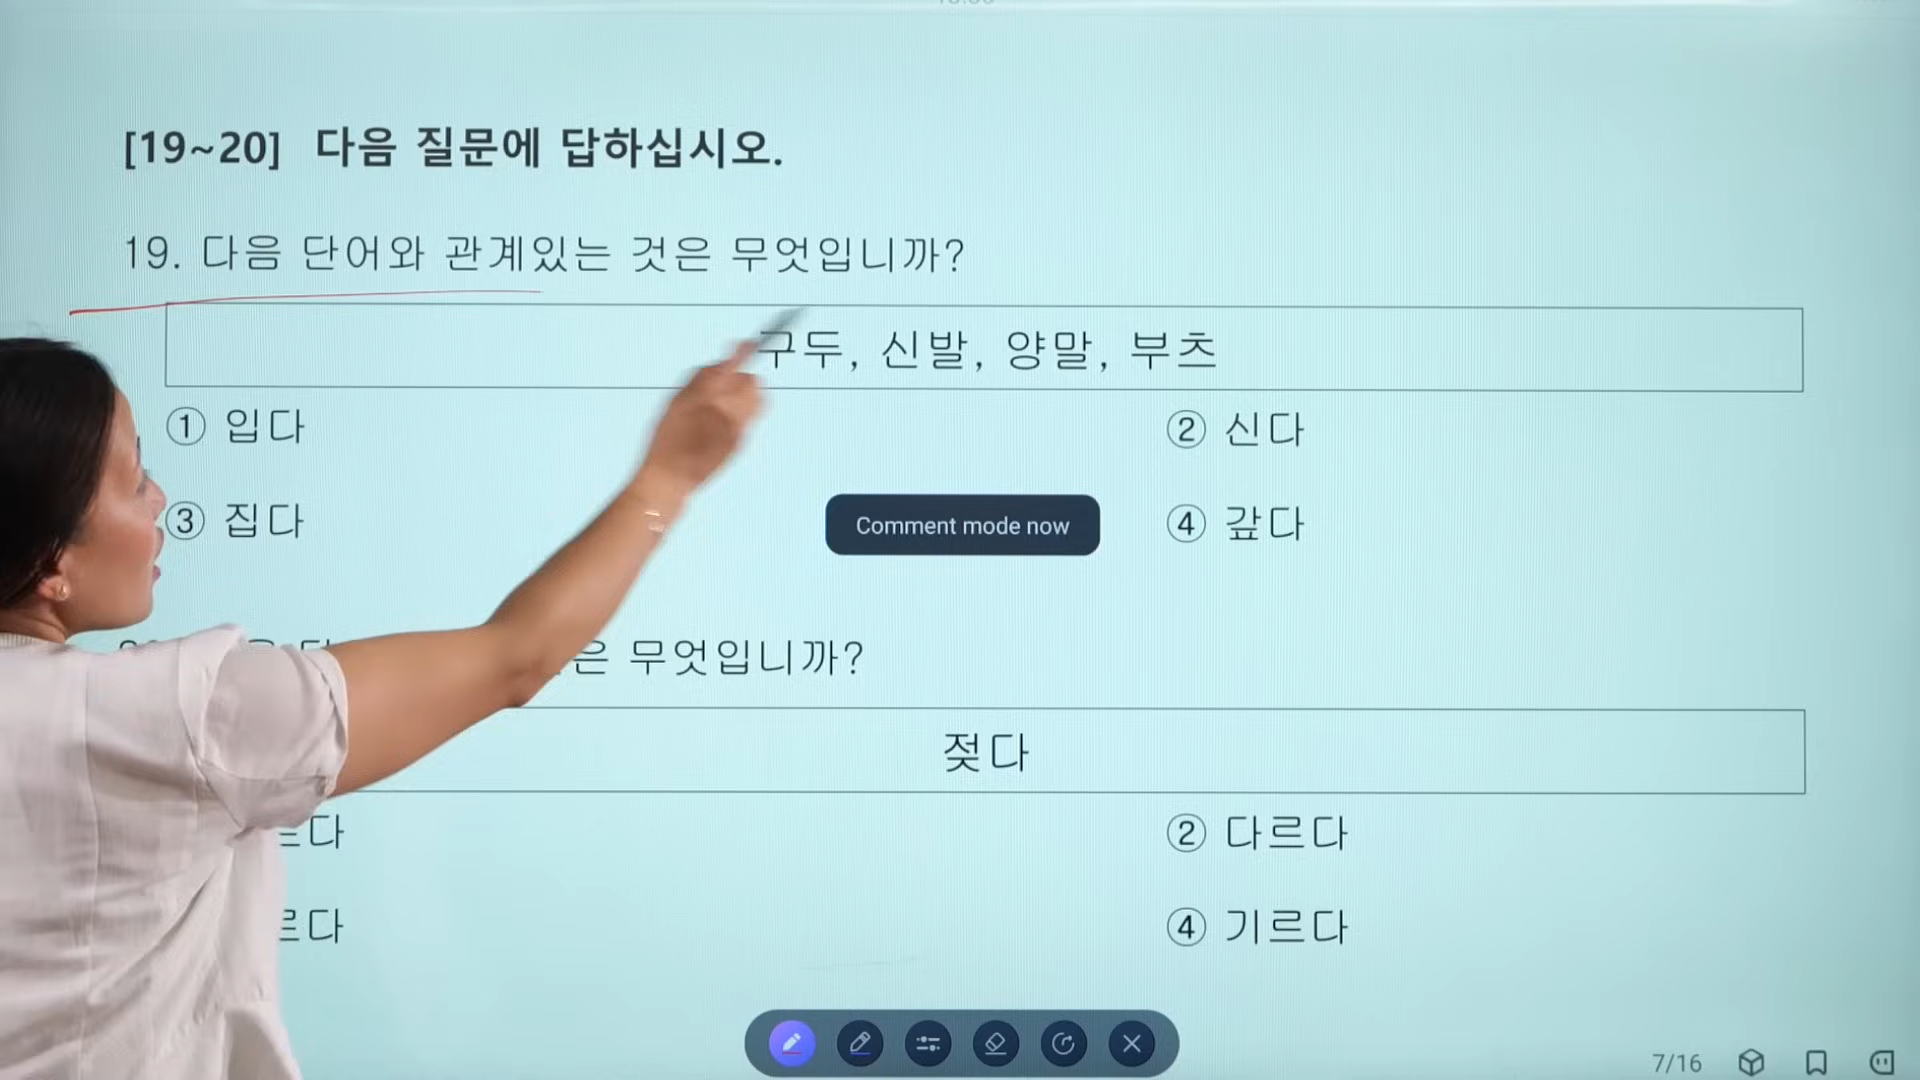 [19~20] 다음 질문에 답하십시오.
19. 다음 단어와 관계있는 것은 무엇입니까?
구두, 신발, 양말, 부츠
① 입다
② 신다
③ 집다
④ 갚다
Comment mode now
은 무엇입니까?
젖다
② 다르다
④ 기르다
7/16